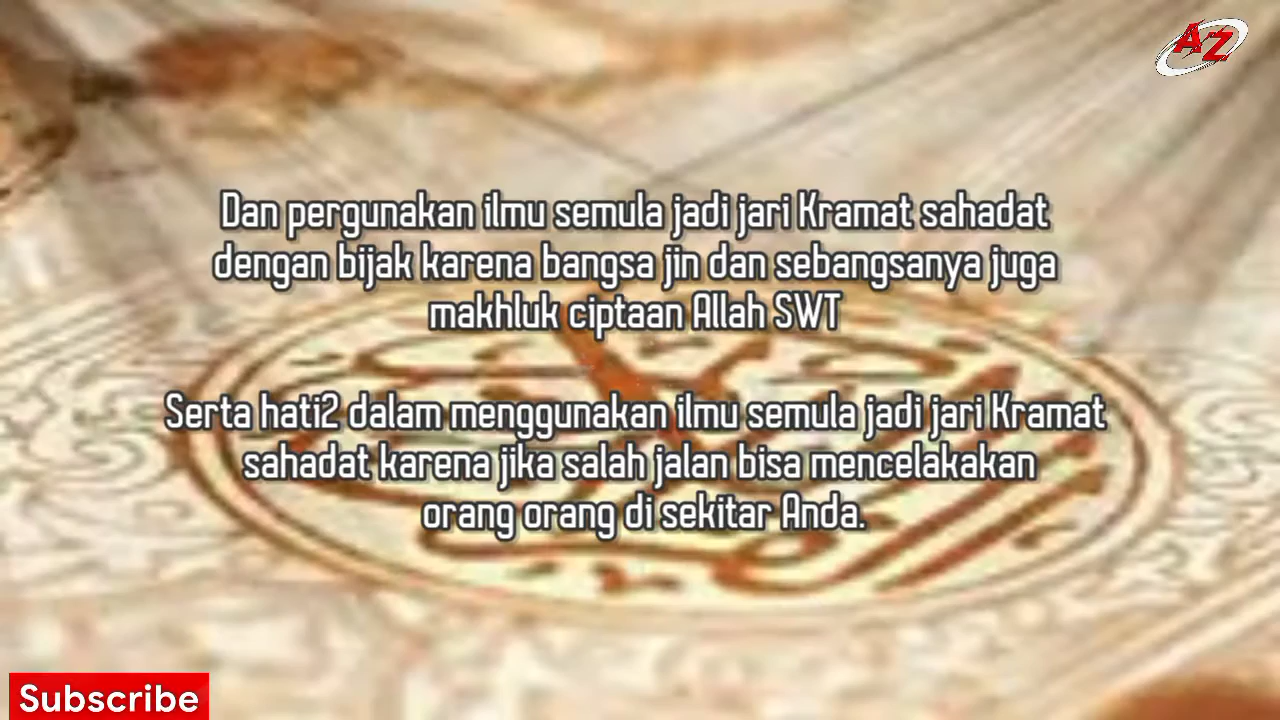 AZ
Dan pergunakan ilmu semula jadi jari Kramat sahadat
dengan bijak karena bangsa jin dan sebangsanya juga
makhluk ciptaan Allah SWT
Serta hati2 dalam menggunakan ilmu semula jadi jari Kramat
sahadat karena jika salah jalan bisa mencelakakan
orang orang di sekitar Anda.
Subscribe